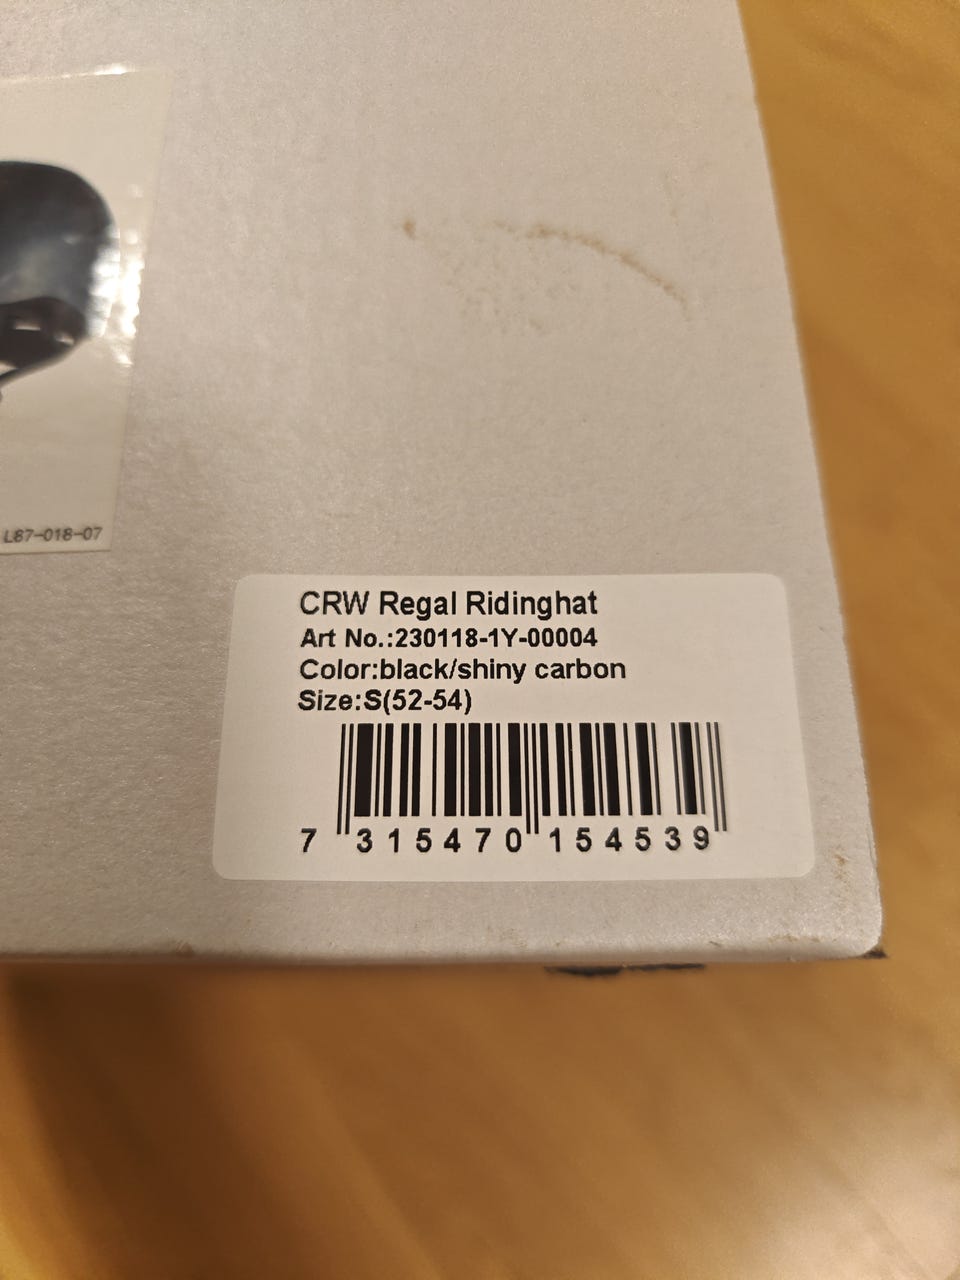 L87-018-07
CRW Regal Ridinghat
Art No.:230118-1Y-00004
Color:black/shiny carbon
Size:S(52-54)
7 315470 154539